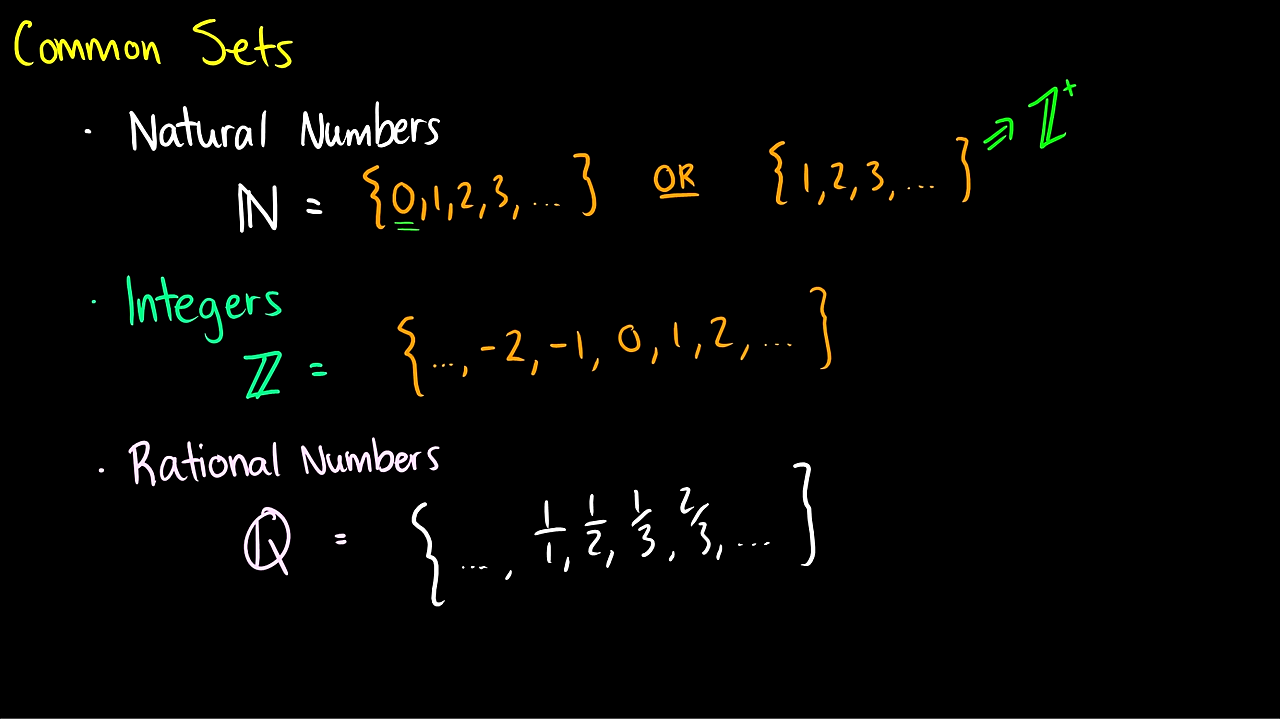 Common Sets
· Natural Numbers
ℕ = {0,1,2,3,...} OR {1,2,3,...} ⇒ ℤ⁺
· Integers
ℤ = {...,-2,-1,0,1,2,...}
· Rational Numbers
ℚ = {...,1/1,1/2,1/3,2/3,...}